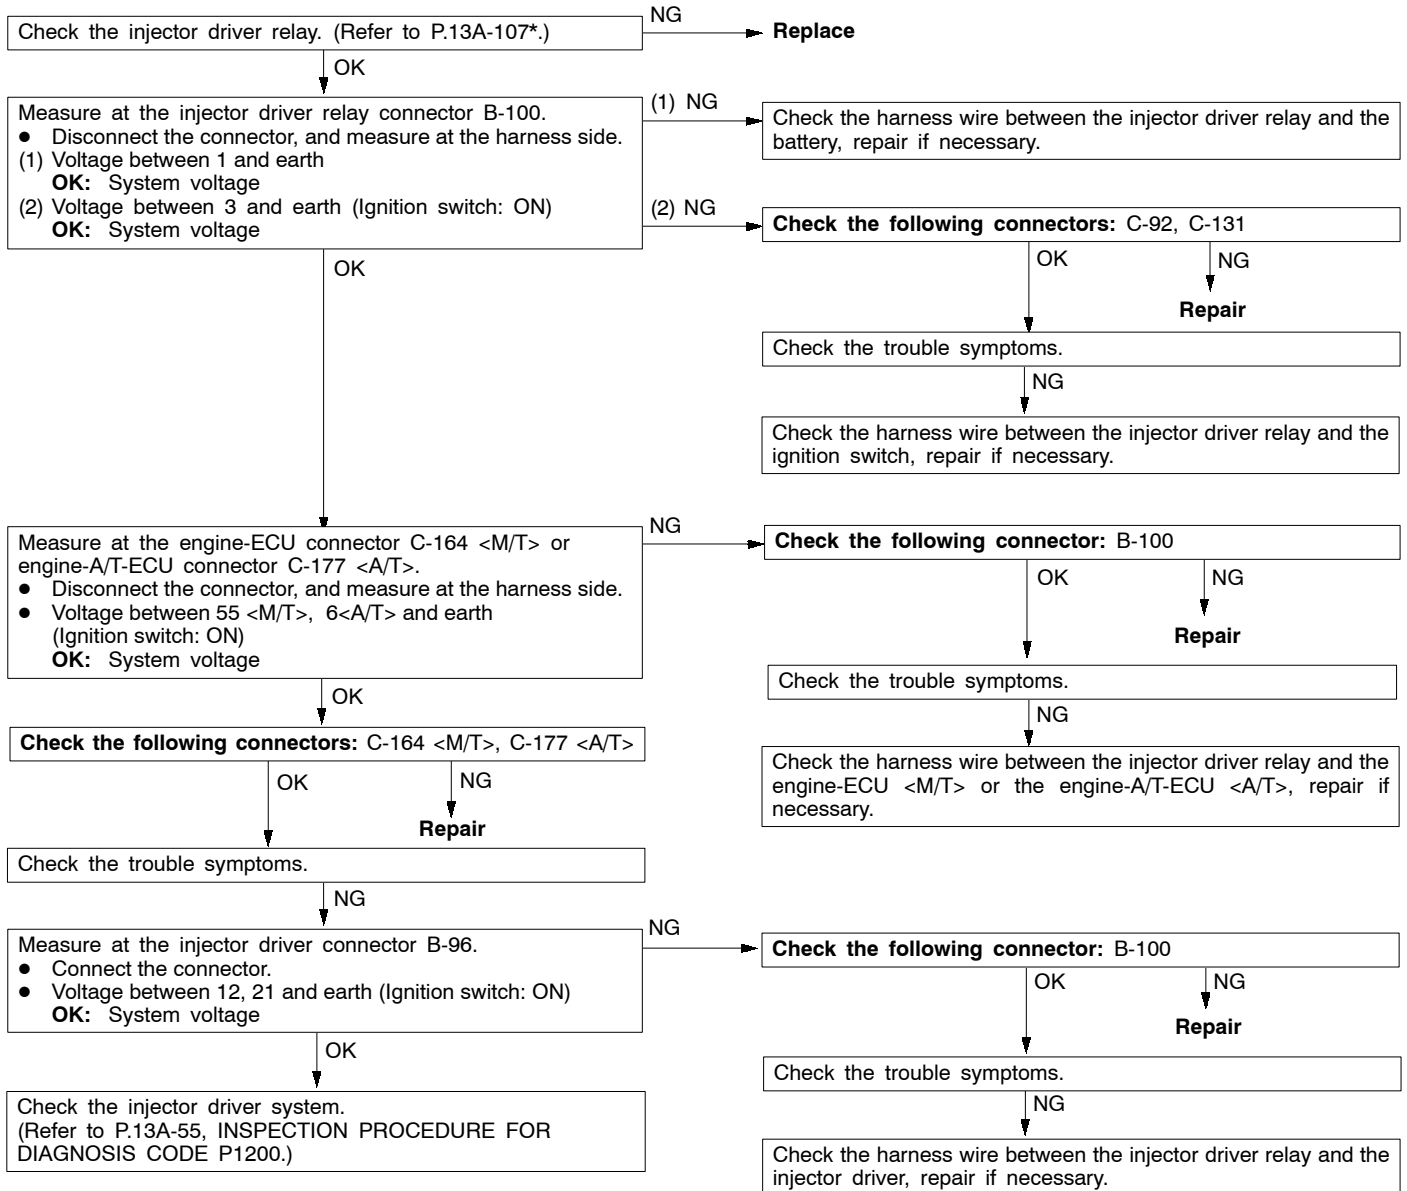 Check the injector driver relay. (Refer to P.13A-107*.)
NG
Replace
OK
Measure at the injector driver relay connector B-100.
● Disconnect the connector, and measure at the harness side.
(1) Voltage between 1 and earth
OK: System voltage
(2) Voltage between 3 and earth (Ignition switch: ON)
OK: System voltage
(1) NG
Check the harness wire between the injector driver relay and the
battery, repair if necessary.
(2) NG
Check the following connectors: C-92, C-131
OK
NG
Repair
Check the trouble symptoms.
NG
Check the harness wire between the injector driver relay and the
ignition switch, repair if necessary.
OK
Measure at the engine-ECU connector C-164 <M/T> or
engine-A/T-ECU connector C-177 <A/T>.
● Disconnect the connector, and measure at the harness side.
● Voltage between 55 <M/T>, 6<A/T> and earth
(Ignition switch: ON)
OK: System voltage
NG
Check the following connector: B-100
OK
NG
Repair
Check the trouble symptoms.
NG
Check the harness wire between the injector driver relay and the
engine-ECU <M/T> or the engine-A/T-ECU <A/T>, repair if
necessary.
OK
Check the following connectors: C-164 <M/T>, C-177 <A/T>
OK
NG
Repair
Check the trouble symptoms.
NG
Measure at the injector driver connector B-96.
● Connect the connector.
● Voltage between 12, 21 and earth (Ignition switch: ON)
OK: System voltage
NG
Check the following connector: B-100
OK
NG
Repair
Check the trouble symptoms.
NG
Check the harness wire between the injector driver relay and the
injector driver, repair if necessary.
OK
Check the injector driver system.
(Refer to P.13A-55, INSPECTION PROCEDURE FOR
DIAGNOSIS CODE P1200.)